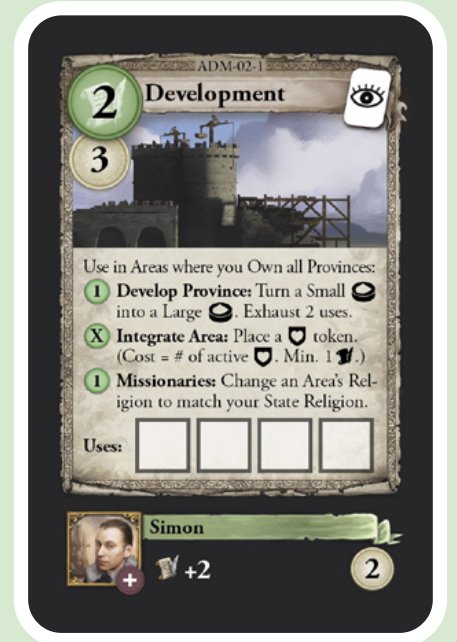 ADM-02-1
2 Development
3
Use in Areas where you Own all Provinces:
1 Develop Province: Turn a Small
into a Large . Exhaust 2 uses.
X Integrate Area: Place a token.
(Cost = # of active . Min. 1 .)
1 Missionaries: Change an Area's Rel-
igion to match your State Religion.
Uses:
Simon
+
+2
2